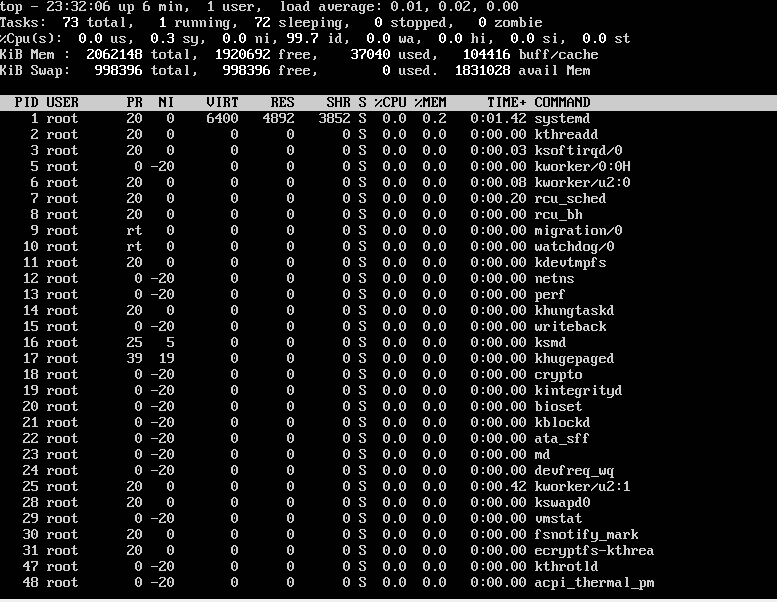 top - 23:32:06 up 6 min,  1 user,  load average: 0.01, 0.02, 0.00
Tasks:  73 total,   1 running,  72 sleeping,   0 stopped,   0 zombie
%Cpu(s):  0.0 us,  0.3 sy,  0.0 ni, 99.7 id,  0.0 wa,  0.0 hi,  0.0 si,  0.0 st
KiB Mem :  2062148 total,  1920692 free,    37040 used,   104416 buff/cache
KiB Swap:   998396 total,   998396 free,        0 used.  1831028 avail Mem
  PID USER      PR  NI    VIRT    RES    SHR S %CPU %MEM     TIME+ COMMAND
    1 root      20   0    6400   4892   3852 S  0.0  0.2   0:01.42 systemd
    2 root      20   0       0      0      0 S  0.0  0.0   0:00.00 kthreadd
    3 root      20   0       0      0      0 S  0.0  0.0   0:00.03 ksoftirqd/0
    5 root       0 -20       0      0      0 S  0.0  0.0   0:00.00 kworker/0:0H
    6 root      20   0       0      0      0 S  0.0  0.0   0:00.08 kworker/u2:0
    7 root      20   0       0      0      0 S  0.0  0.0   0:00.20 rcu_sched
    8 root      20   0       0      0      0 S  0.0  0.0   0:00.00 rcu_bh
    9 root      rt   0       0      0      0 S  0.0  0.0   0:00.00 migration/0
   10 root      rt   0       0      0      0 S  0.0  0.0   0:00.00 watchdog/0
   11 root      20   0       0      0      0 S  0.0  0.0   0:00.00 kdevtmpfs
   12 root       0 -20       0      0      0 S  0.0  0.0   0:00.00 netns
   13 root       0 -20       0      0      0 S  0.0  0.0   0:00.00 perf
   14 root      20   0       0      0      0 S  0.0  0.0   0:00.00 khungtaskd
   15 root       0 -20       0      0      0 S  0.0  0.0   0:00.00 writeback
   16 root      25   5       0      0      0 S  0.0  0.0   0:00.00 ksmd
   17 root      39  19       0      0      0 S  0.0  0.0   0:00.00 khugepaged
   18 root       0 -20       0      0      0 S  0.0  0.0   0:00.00 crypto
   19 root       0 -20       0      0      0 S  0.0  0.0   0:00.00 kintegrityd
   20 root       0 -20       0      0      0 S  0.0  0.0   0:00.00 bioset
   21 root       0 -20       0      0      0 S  0.0  0.0   0:00.00 kblockd
   22 root       0 -20       0      0      0 S  0.0  0.0   0:00.00 ata_sff
   23 root       0 -20       0      0      0 S  0.0  0.0   0:00.00 md
   24 root       0 -20       0      0      0 S  0.0  0.0   0:00.00 devfreq_wq
   25 root      20   0       0      0      0 S  0.0  0.0   0:00.42 kworker/u2:1
   28 root      20   0       0      0      0 S  0.0  0.0   0:00.00 kswapd0
   29 root       0 -20       0      0      0 S  0.0  0.0   0:00.00 vmstat
   30 root      20   0       0      0      0 S  0.0  0.0   0:00.00 fsnotify_mark
   31 root      20   0       0      0      0 S  0.0  0.0   0:00.00 ecryptfs-kthrea
   47 root       0 -20       0      0      0 S  0.0  0.0   0:00.00 kthrotld
   48 root       0 -20       0      0      0 S  0.0  0.0   0:00.00 acpi_thermal_pm